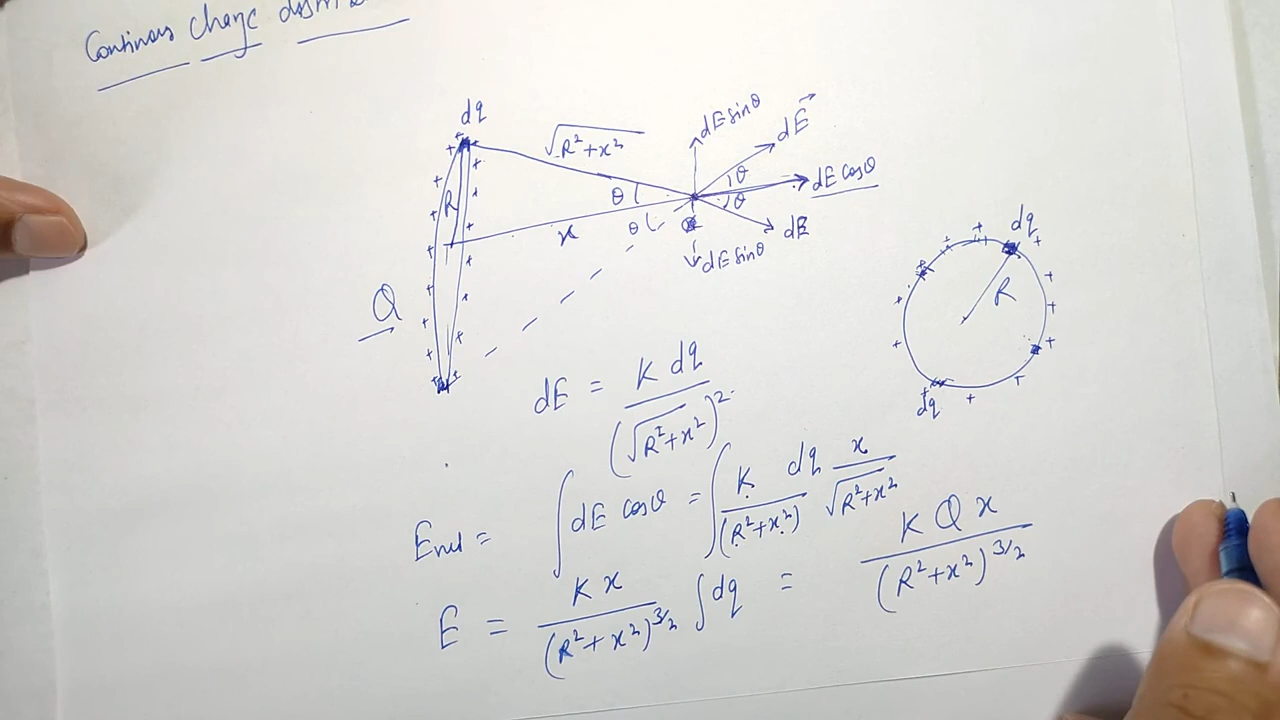 Continous Charge
dq
√R²+x²
dE sinθ
dE
θ
θ
dE cosθ
R
θ
x
θ
dE
dE sinθ
Q
dq
R
dq
dE = K dq / (√R²+x²)²
Enet = ∫ dE cosθ = ∫ K dq / (R²+x²) x / √R²+x²
E = K x / (R²+x²)^3/2 ∫ dq = K Q x / (R²+x²)^3/2